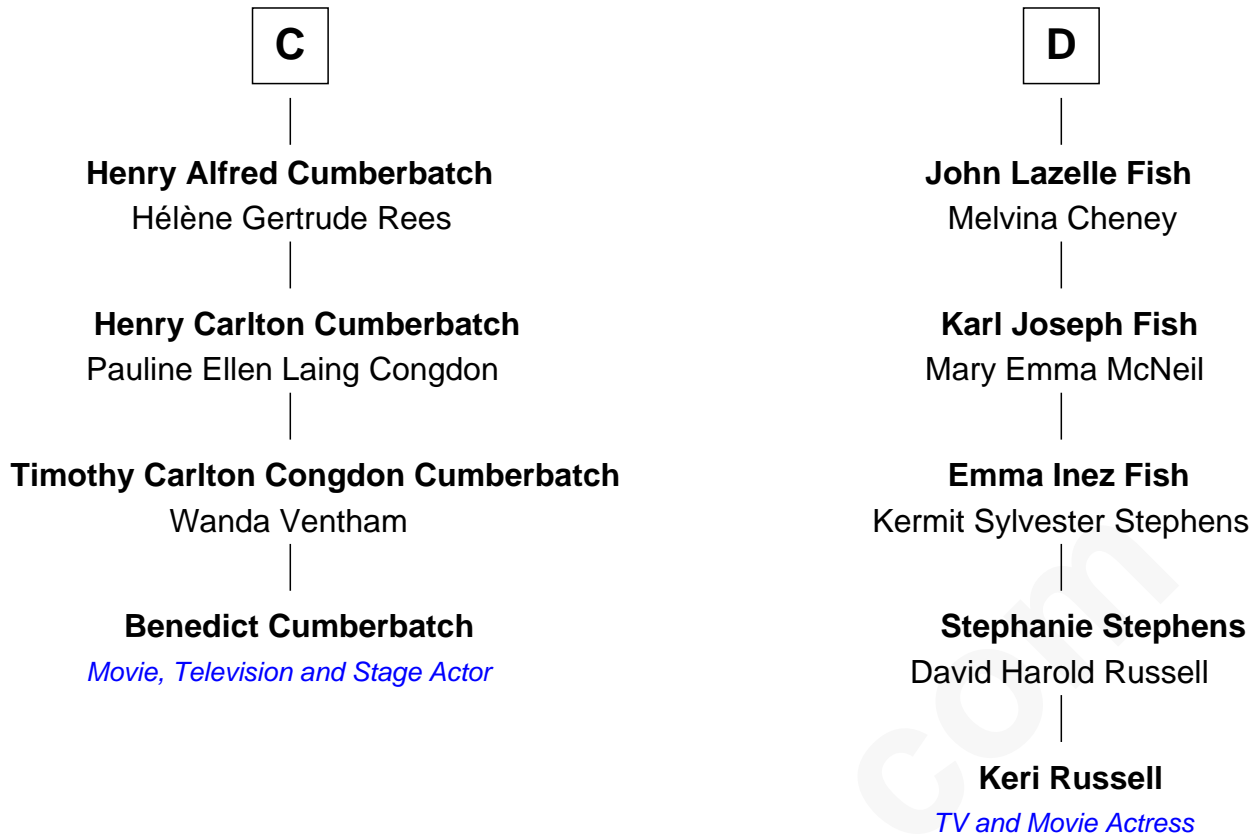 C
Henry Alfred Cumberbatch
Hélène Gertrude Rees
Henry Carlton Cumberbatch
Pauline Ellen Laing Congdon
Timothy Carlton Congdon Cumberbatch
Wanda Ventham
Benedict Cumberbatch
Movie, Television and Stage Actor
D
John Lazelle Fish
Melvina Cheney
Karl Joseph Fish
Mary Emma McNeil
Emma Inez Fish
Kermit Sylvester Stephens
Stephanie Stephens
David Harold Russell
Keri Russell
TV and Movie Actress
com